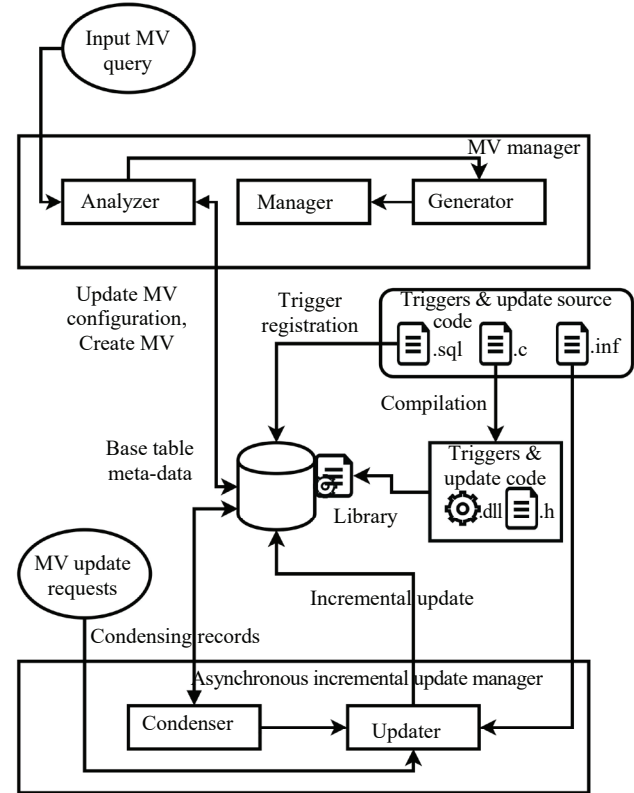 Input MV
query
MV manager
Analyzer
Manager
Generator
Update MV
configuration,
Create MV
Trigger
registration
Triggers & update source
code
.sql
.c
.inf
Compilation
Base table
meta-data
Triggers &
update code
.dll
.h
Library
MV update
requests
Incremental update
Condensing records
Asynchronous incremental update manager
Condenser
Updater